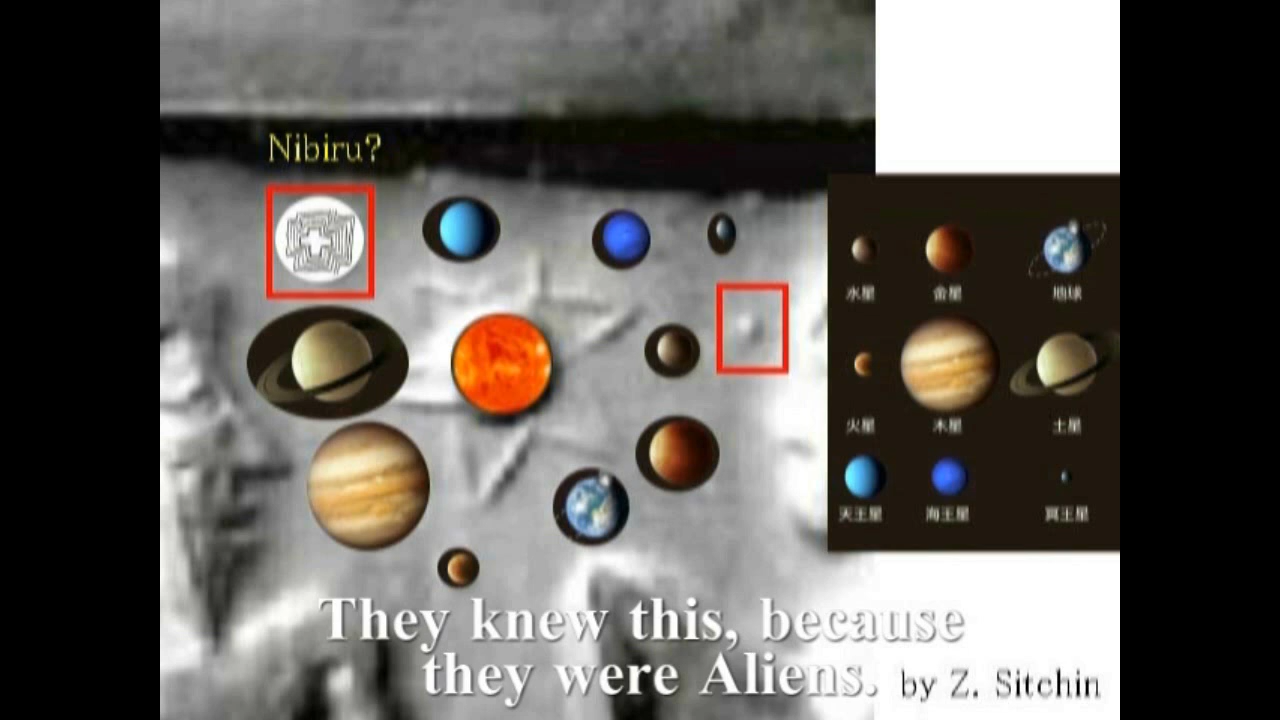 Nibiru?
水星 金星 地球
火星 木星 土星
天王星 海王星 冥王星
They knew this, because
they were Aliens. by Z. Sitchin